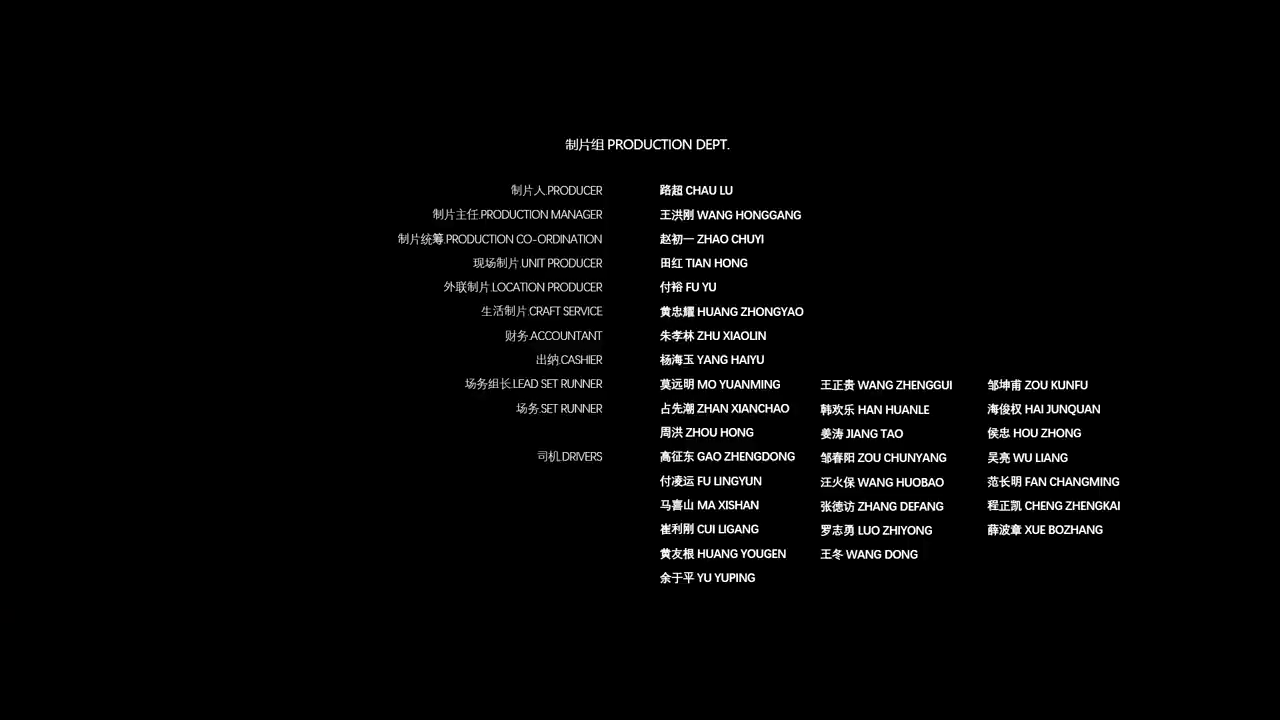 制片组 PRODUCTION DEPT.
制片人.PRODUCER 路超 CHAU LU
制片主任.PRODUCTION MANAGER 王洪刚 WANG HONGGANG
制片统筹.PRODUCTION CO-ORDINATION 赵初一 ZHAO CHUYI
现场制片.UNIT PRODUCER 田红 TIAN HONG
外联制片.LOCATION PRODUCER 付裕 FU YU
生活制片.CRAFT SERVICE 黄忠耀 HUANG ZHONGYAO
财务.ACCOUNTANT 朱孝林 ZHU XIAOLIN
出纳.CASHIER 杨海玉 YANG HAIYU
场务组长.LEAD SET RUNNER 莫远明 MO YUANMING 王正贵 WANG ZHENGGUI 邹坤甫 ZOU KUNFU
场务.SET RUNNER 占先潮 ZHAN XIANCHAO 韩欢乐 HAN HUANLE 海俊权 HAI JUNQUAN
周洪 ZHOU HONG 姜涛 JIANG TAO 侯忠 HOU ZHONG
司机.DRIVERS 高征东 GAO ZHENGDONG 邹春阳 ZOU CHUNYANG 吴亮 WU LIANG
付凌运 FU LINGYUN 汪火保 WANG HUOBAO 范长明 FAN CHANGMING
马喜山 MA XISHAN 张德访 ZHANG DEFANG 程正凯 CHENG ZHENGKAI
崔利刚 CUI LIGANG 罗志勇 LUO ZHIYONG 薛波章 XUE BOZHANG
黄友根 HUANG YOUGEN 王冬 WANG DONG
余于平 YU YUPING